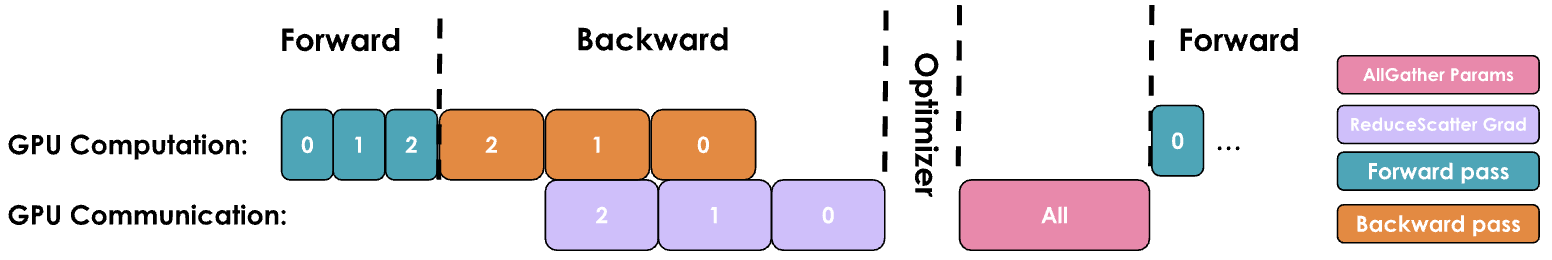 Forward
Backward
Optimizer
Forward
GPU Computation:
0 1 2 2 1 0 0 ...
GPU Communication:
2 1 0 All
AllGather Params
ReduceScatter Grad
Forward pass
Backward pass